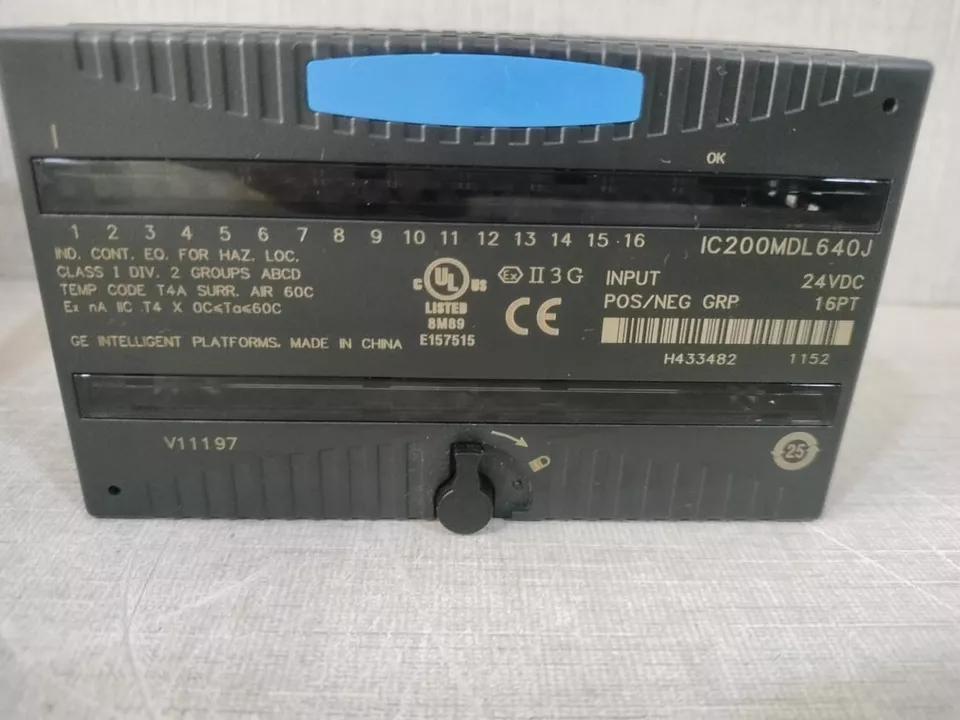 OK
1 2 3 4 5 6 7 8 9 10 11 12 13 14 15 16
IC200MDL640J
IND. CONT. EQ. FOR HAZ. LOC.
CLASS I DIV. 2 GROUPS ABCD
TEMP CODE T4A SURR. AIR 60C
Ex nA IIC T4 X 0C≤Ta≤60C
GE INTELLIGENT PLATFORMS. MADE IN CHINA
C UL US
LISTED
8M89
E157515
Ex II 3 G
CE
INPUT 24VDC
POS/NEG GRP 16PT
H433482 1152
V11197
25